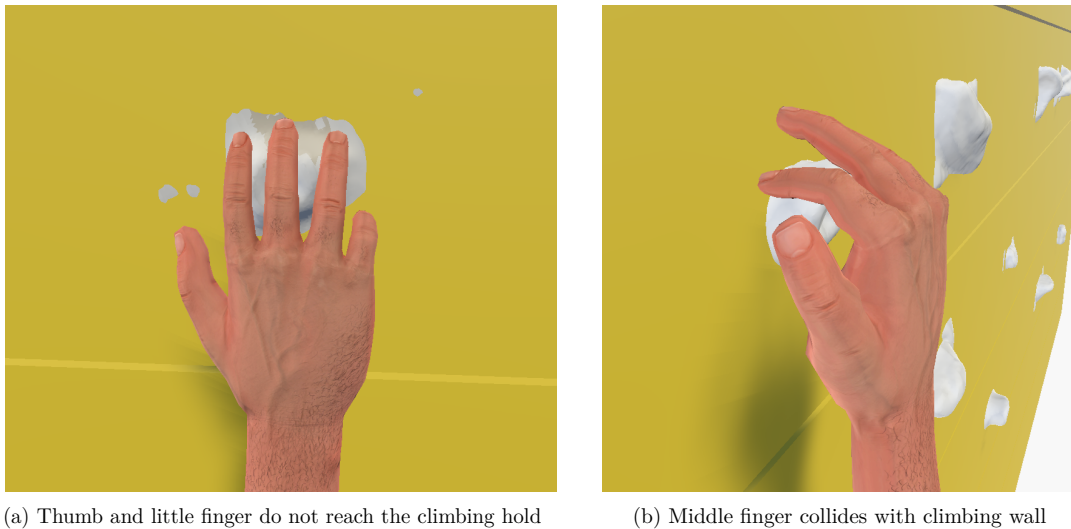 (a) Thumb and little finger do not reach the climbing hold
(b) Middle finger collides with climbing wall